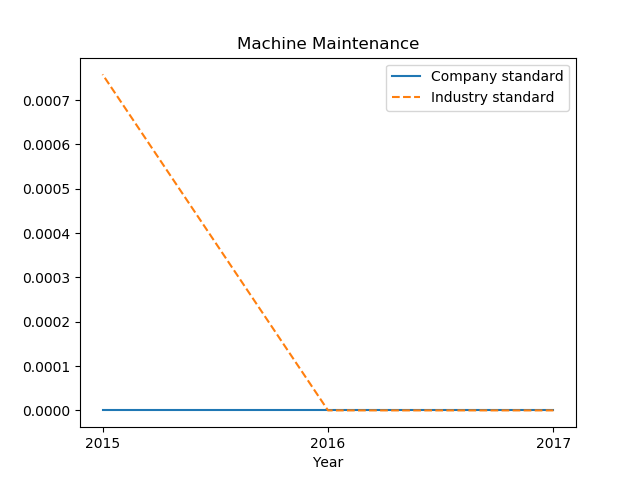 Machine Maintenance
Company standard
Industry standard
0.0007
0.0006
0.0005
0.0004
0.0003
0.0002
0.0001
0.0000
2015 2016 2017
Year